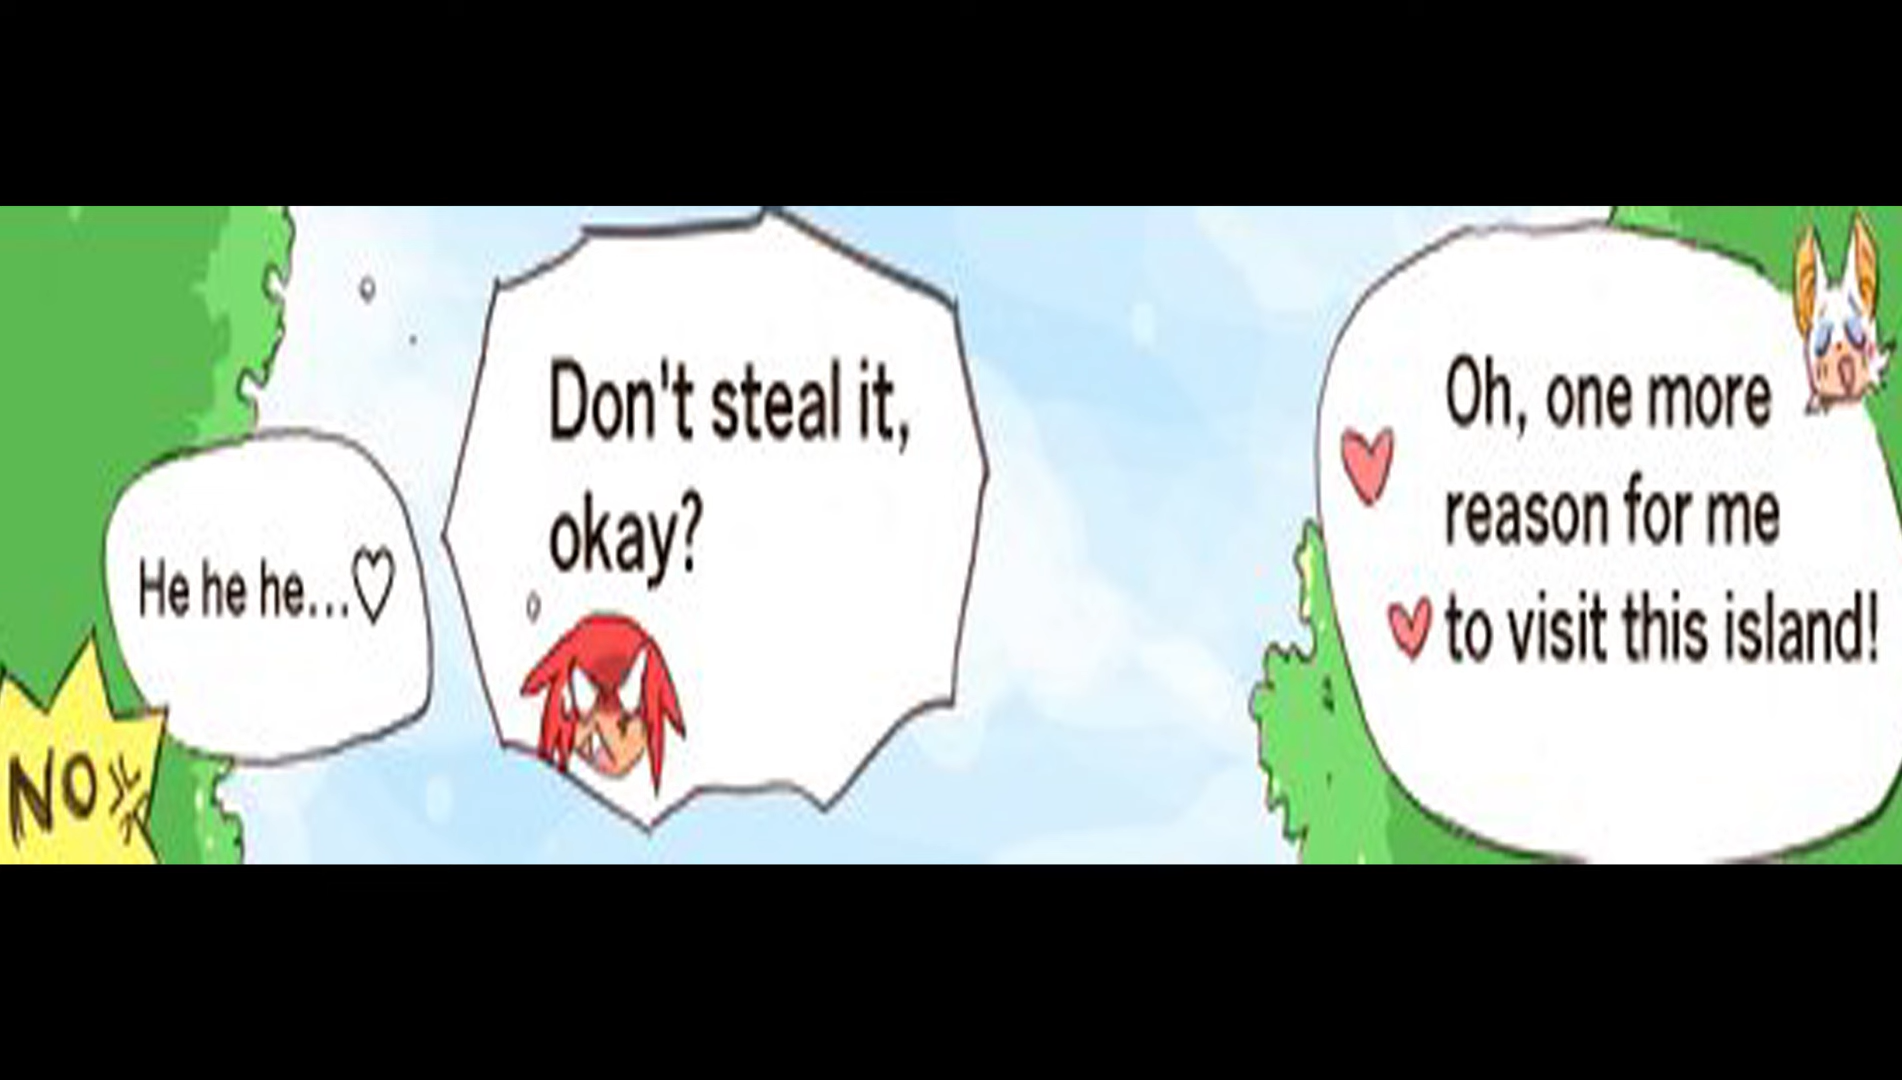 Oh, one more
reason for me
to visit this island!
Don't steal it,
okay?
He he he...♡
NO